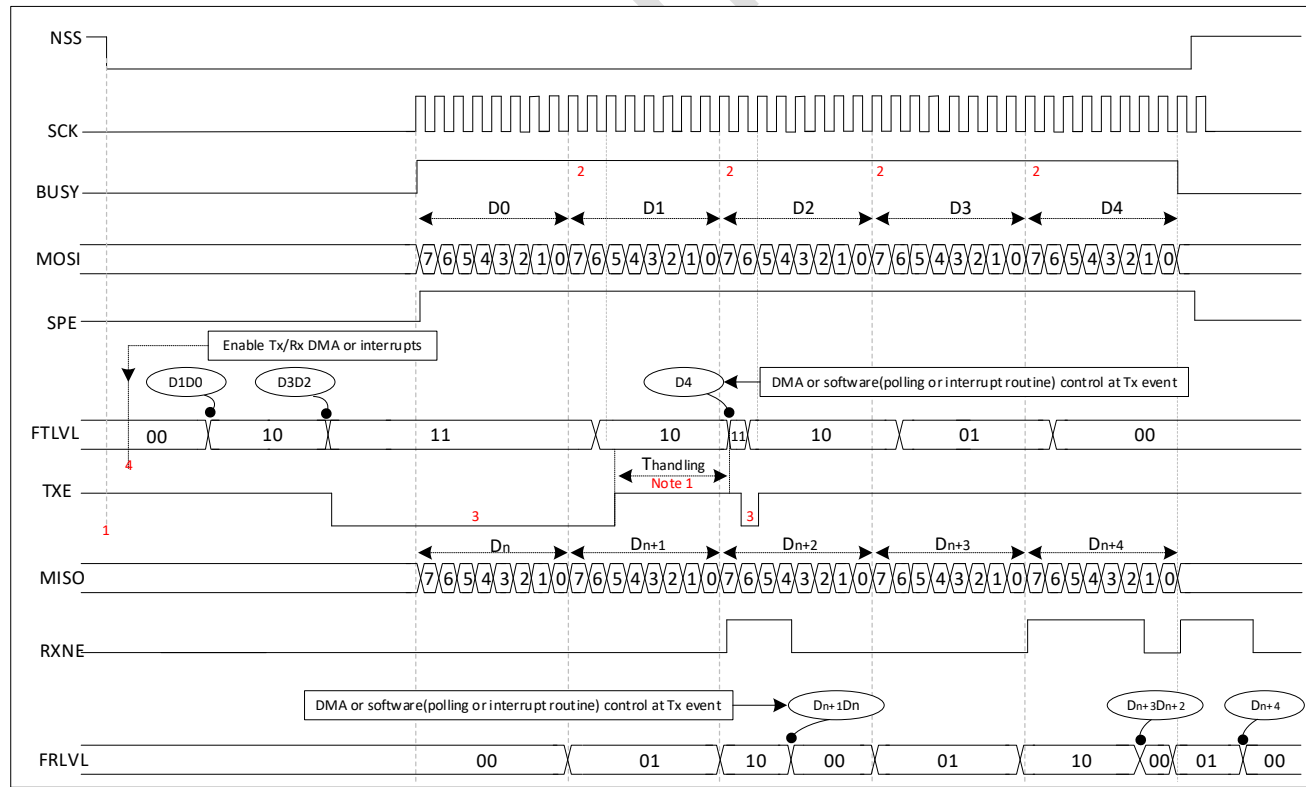 NSS
SCK
BUSY
2 2 2 2
D0 D1 D2 D3 D4
MOSI 7 6 5 4 3 2 1 0 7 6 5 4 3 2 1 0 7 6 5 4 3 2 1 0 7 6 5 4 3 2 1 0 7 6 5 4 3 2 1 0
SPE
Enable Tx/Rx DMA or interrupts
D1D0 D3D2 D4 DMA or software(polling or interrupt routine) control at Tx event
FTLVL 00 10 11 10 11 10 01 00
4 Thandling
TXE Note 1
1 3 3
Dn Dn+1 Dn+2 Dn+3 Dn+4
MISO 7 6 5 4 3 2 1 0 7 6 5 4 3 2 1 0 7 6 5 4 3 2 1 0 7 6 5 4 3 2 1 0 7 6 5 4 3 2 1 0
RXNE
DMA or software(polling or interrupt routine) control at Tx event Dn+1Dn Dn+3Dn+2 Dn+4
FRLVL 00 01 10 00 01 10 00 01 00